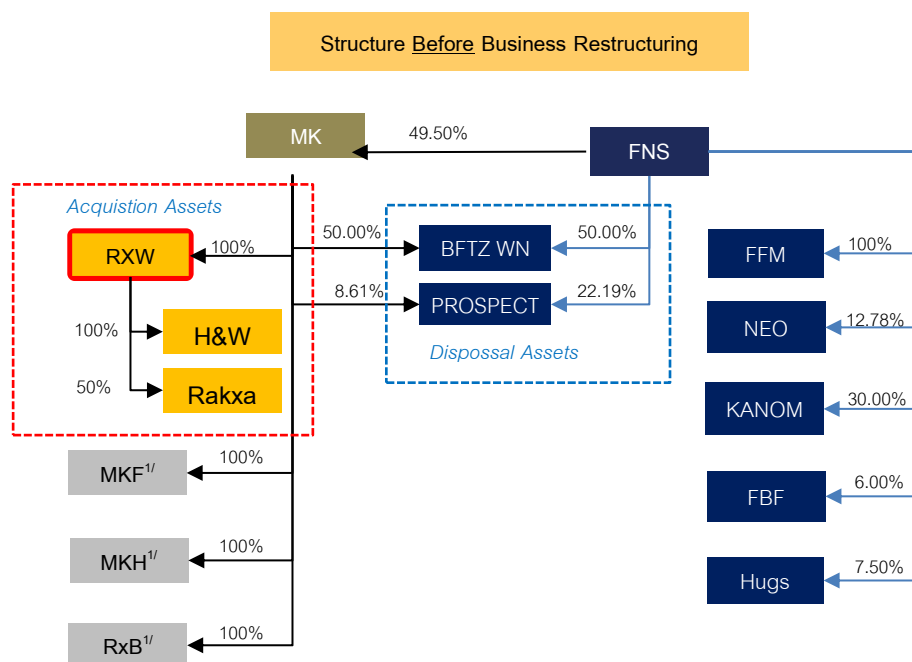 Structure Before Business Restructuring
MK
49.50%
FNS
Acquistion Assets
RXW
100%
50.00%
BFTZ WN
50.00%
FFM
100%
8.61%
PROSPECT
22.19%
100%
H&W
NEO
12.78%
Dispossal Assets
50%
Rakxa
KANOM
30.00%
MKF1/
100%
FBF
6.00%
MKH1/
100%
Hugs
7.50%
RxB1/
100%